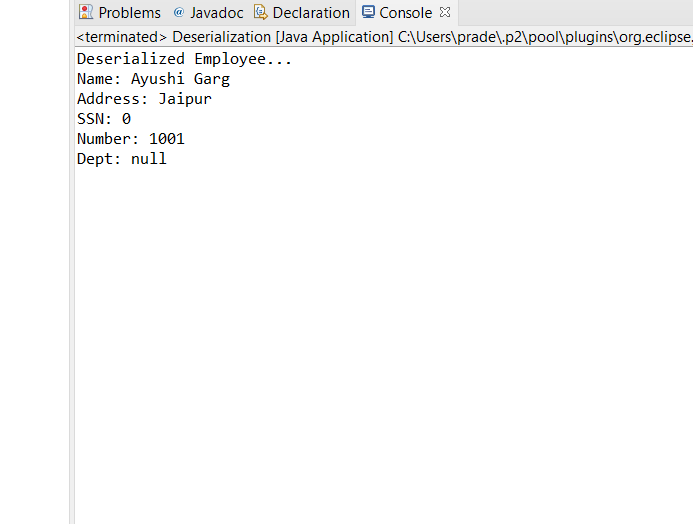 Problems @ Javadoc Declaration Console
<terminated> Deserialization [Java Application] C:\Users\prade\.p2\pool\plugins\org.eclipse.
Deserialized Employee...
Name: Ayushi Garg
Address: Jaipur
SSN: 0
Number: 1001
Dept: null